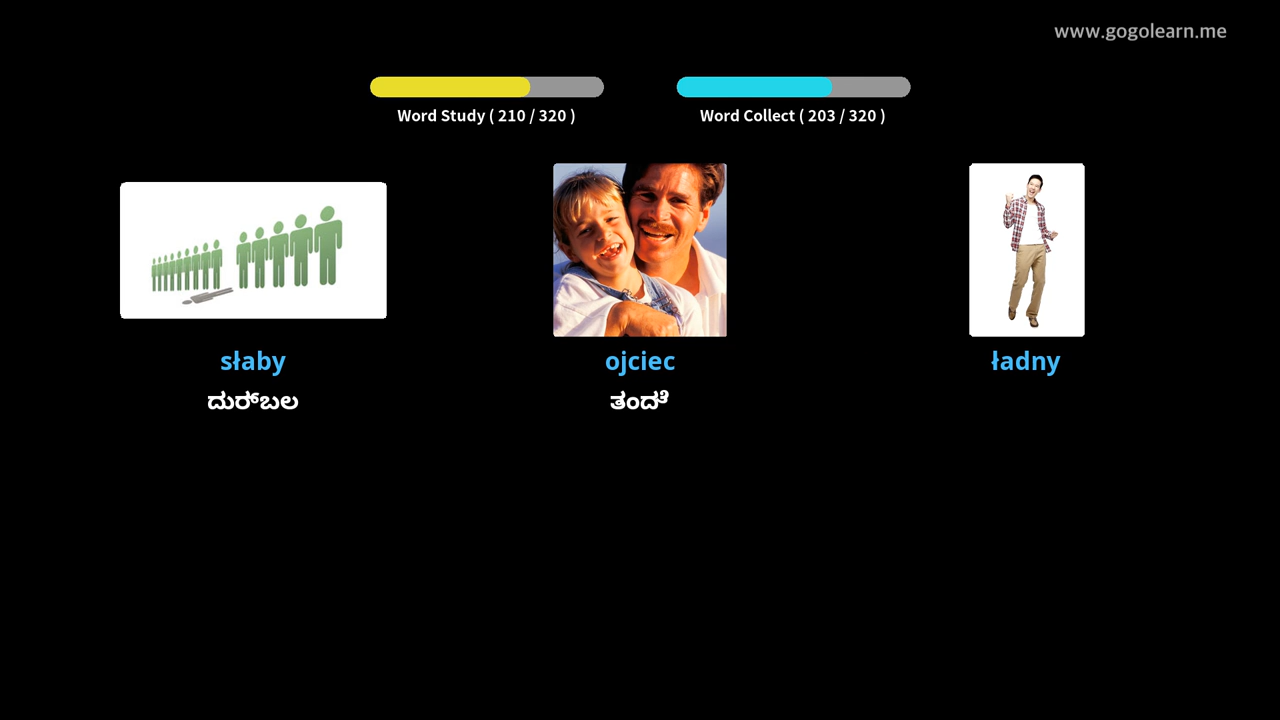 www.gogolearn.me
Word Study ( 210 / 320 )
Word Collect ( 203 / 320 )
słaby
ojciec
ładny
ದುರ್ಬಲ
ತಂದೆ